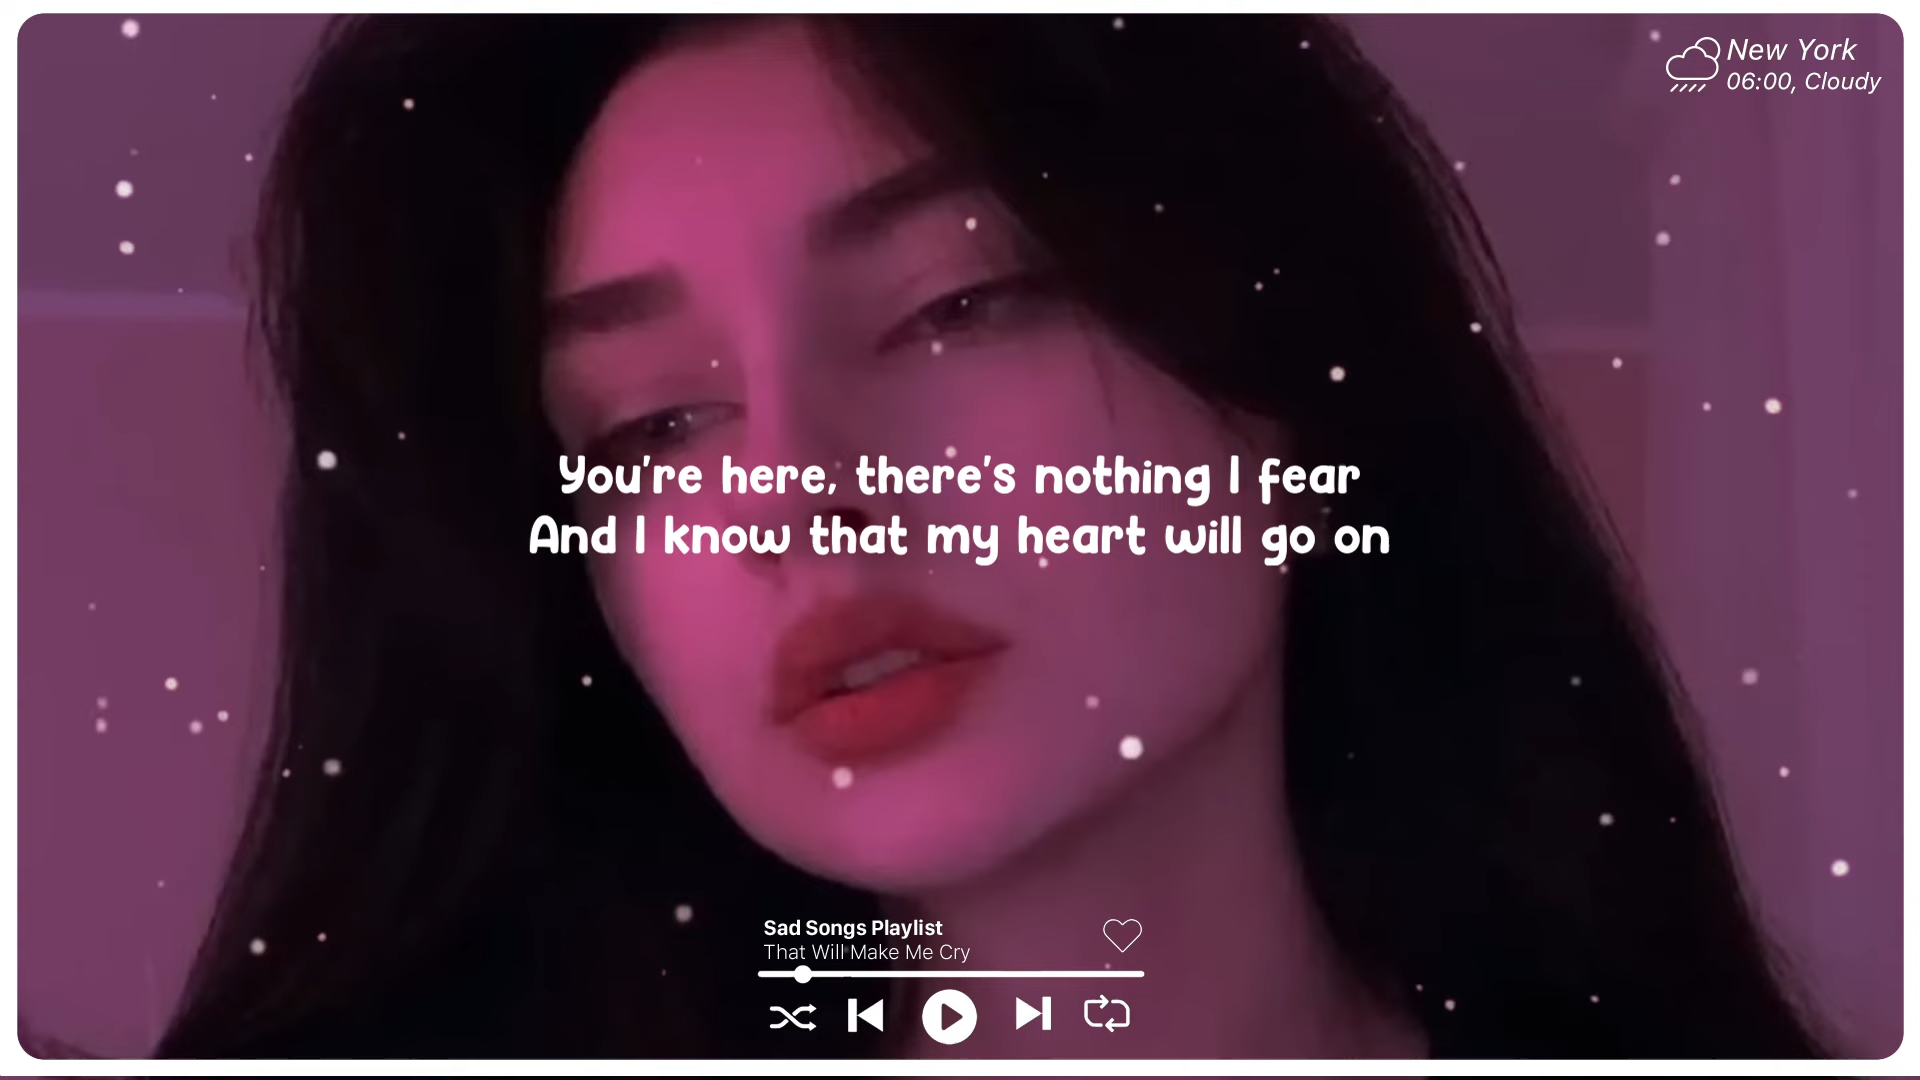 New York
06:00, Cloudy
You're here, there's nothing I fear
And I know that my heart will go on
Sad Songs Playlist
That Will Make Me Cry